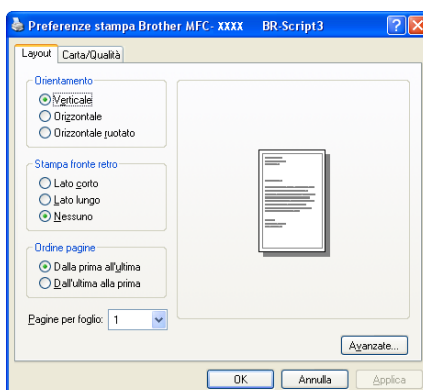 Preferenze stampa Brother MFC- XXXX BR-Script3
Layout Carta/Qualità
Orientamento
Verticale
Orizzontale
Orizzontale ruotato
Stampa fronte retro
Lato corto
Lato lungo
Nessuno
Ordine pagine
Dalla prima all'ultima
Dall'ultima alla prima
Pagine per foglio: 1
Avanzate...
OK Annulla Applica